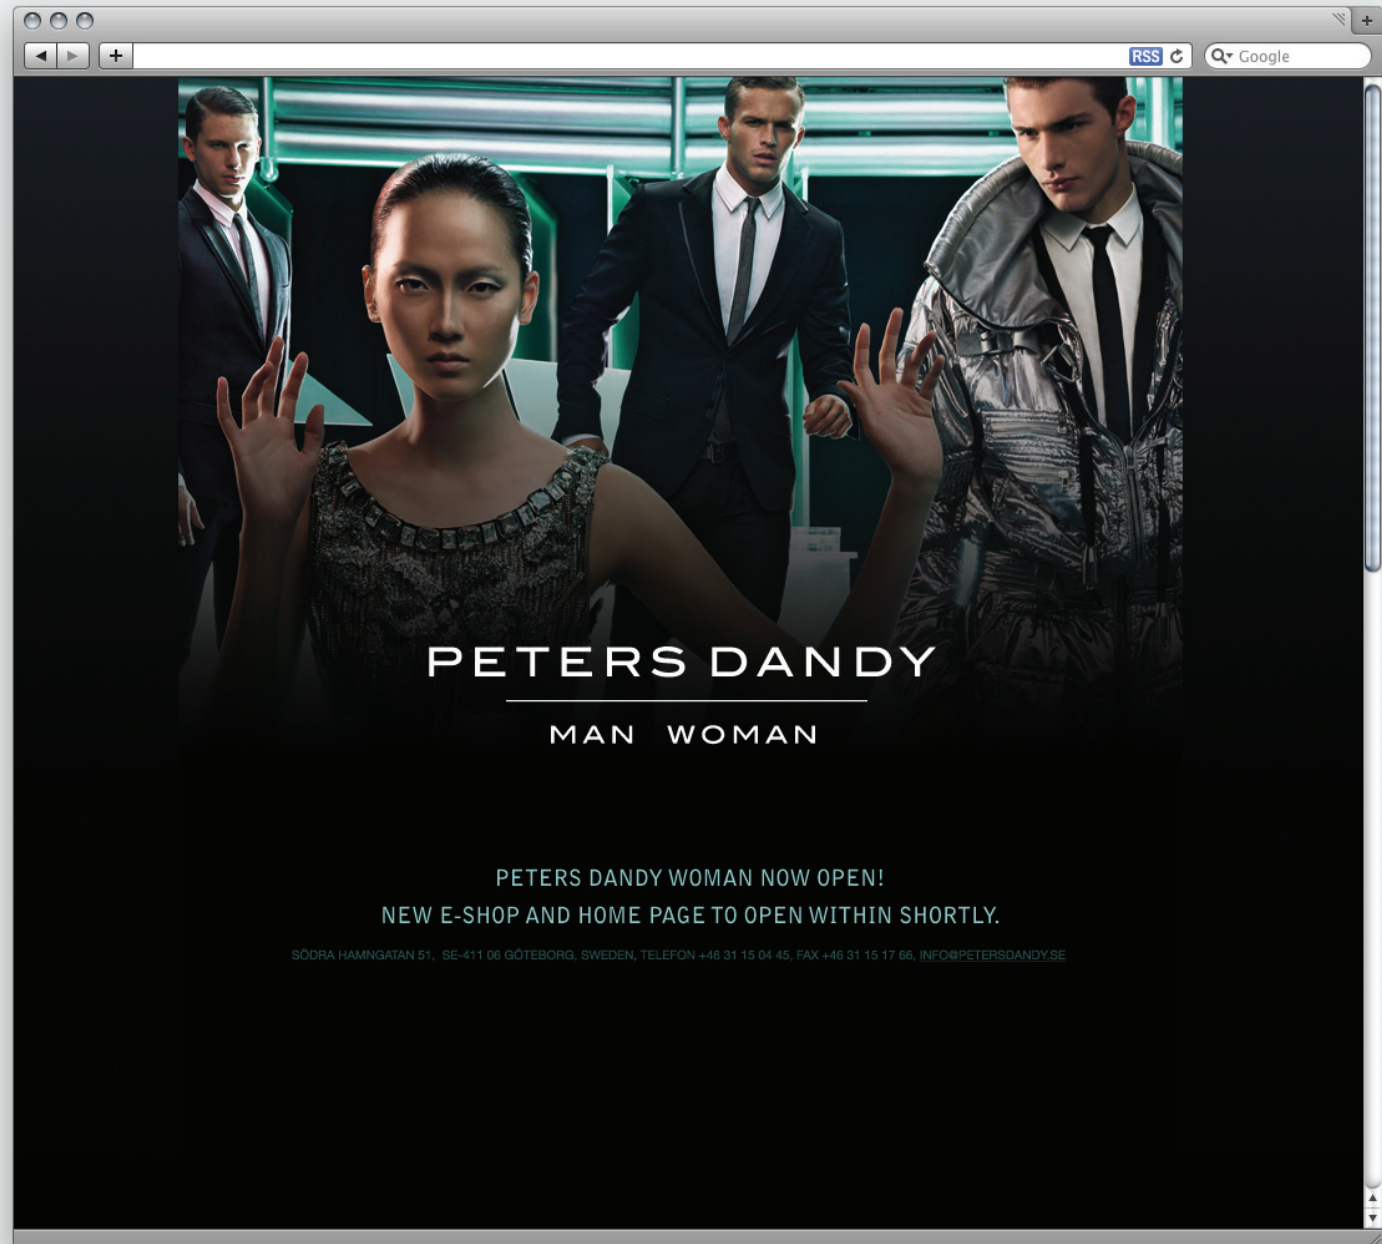 RSS
Google
PETERS DANDY
MAN WOMAN
PETERS DANDY WOMAN NOW OPEN!
NEW E-SHOP AND HOME PAGE TO OPEN WITHIN SHORTLY.
SÖDRA HAMNGATAN 51, SE-411 06 GÖTEBORG, SWEDEN, TELEFON +46 31 15 04 45, FAX +46 31 15 17 66, INFO@PETERSDANDY.SE